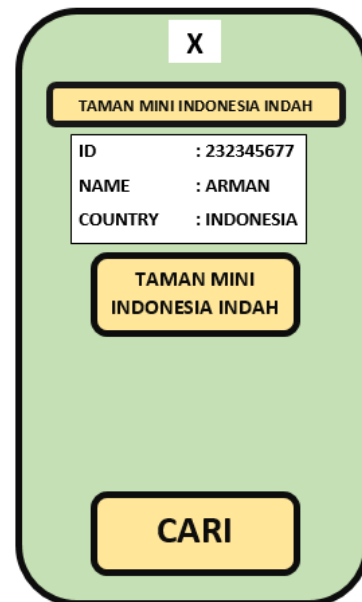 X
TAMAN MINI INDONESIA INDAH
ID : 232345677
NAME : ARMAN
COUNTRY : INDONESIA
TAMAN MINI
INDONESIA INDAH
CARI